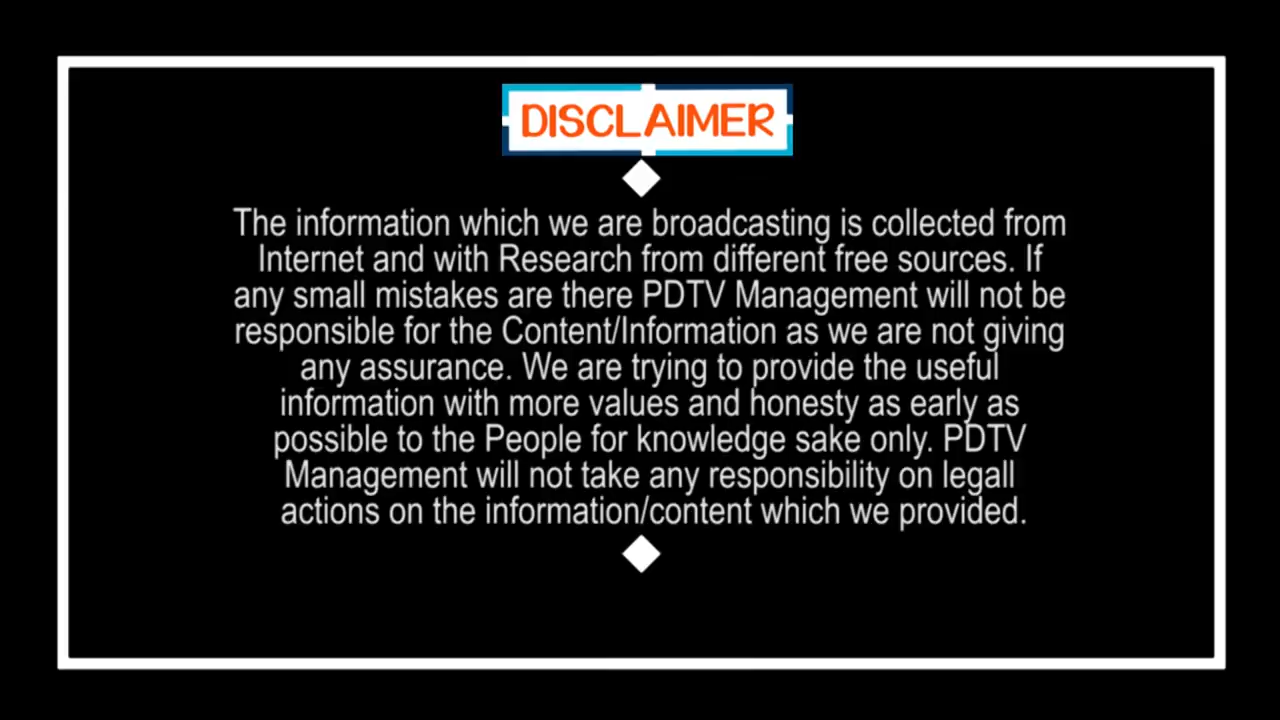 DISCLAIMER
The information which we are broadcasting is collected from
Internet and with Research from different free sources. If
any small mistakes are there PDTV Management will not be
responsible for the Content/Information as we are not giving
any assurance. We are trying to provide the useful
information with more values and honesty as early as
possible to the People for knowledge sake only. PDTV
Management will not take any responsibility on legall
actions on the information/content which we provided.